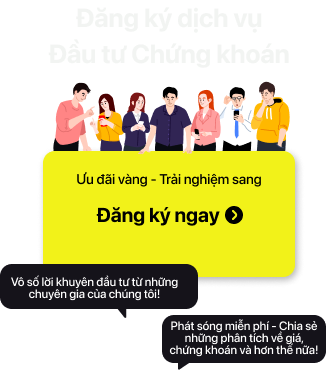 Đăng ký dịch vụ
Đầu tư Chứng khoán
Ưu đãi vàng - Trải nghiệm sang
Đăng ký ngay
Vô số lời khuyên đầu tư từ những
chuyên gia của chúng tôi!
Phát sóng miễn phí - Chia sẻ
những phân tích về giá,
chứng khoán và hơn thế nữa!